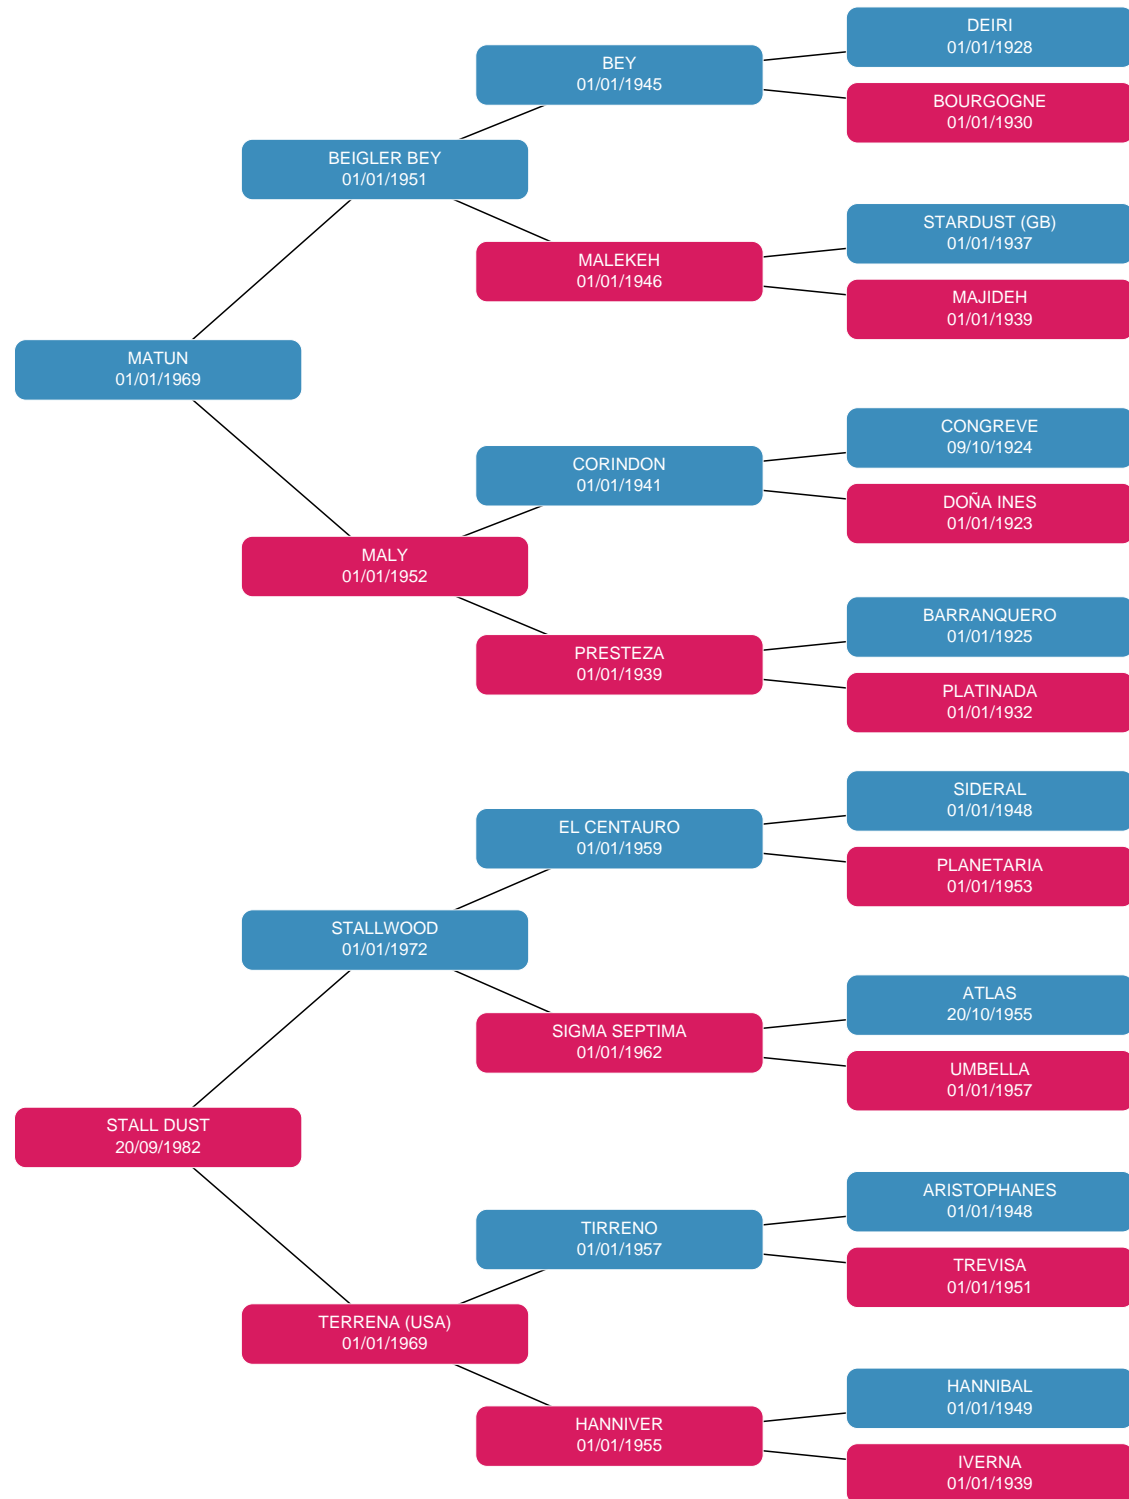 DEIRI
01/01/1928
BEY
01/01/1945
BOURGOGNE
01/01/1930
BEIGLER BEY
01/01/1951
STARDUST (GB)
01/01/1937
MALEKEH
01/01/1946
MAJIDEH
01/01/1939
MATUN
01/01/1969
CONGREVE
09/10/1924
CORINDON
01/01/1941
DOÑA INES
01/01/1923
MALY
01/01/1952
BARRANQUERO
01/01/1925
PRESTEZA
01/01/1939
PLATINADA
01/01/1932
SIDERAL
01/01/1948
EL CENTAURO
01/01/1959
PLANETARIA
01/01/1953
STALLWOOD
01/01/1972
ATLAS
20/10/1955
SIGMA SEPTIMA
01/01/1962
UMBELLA
01/01/1957
STALL DUST
20/09/1982
ARISTOPHANES
01/01/1948
TIRRENO
01/01/1957
TREVISA
01/01/1951
TERRENA (USA)
01/01/1969
HANNIBAL
01/01/1949
HANNIVER
01/01/1955
IVERNA
01/01/1939